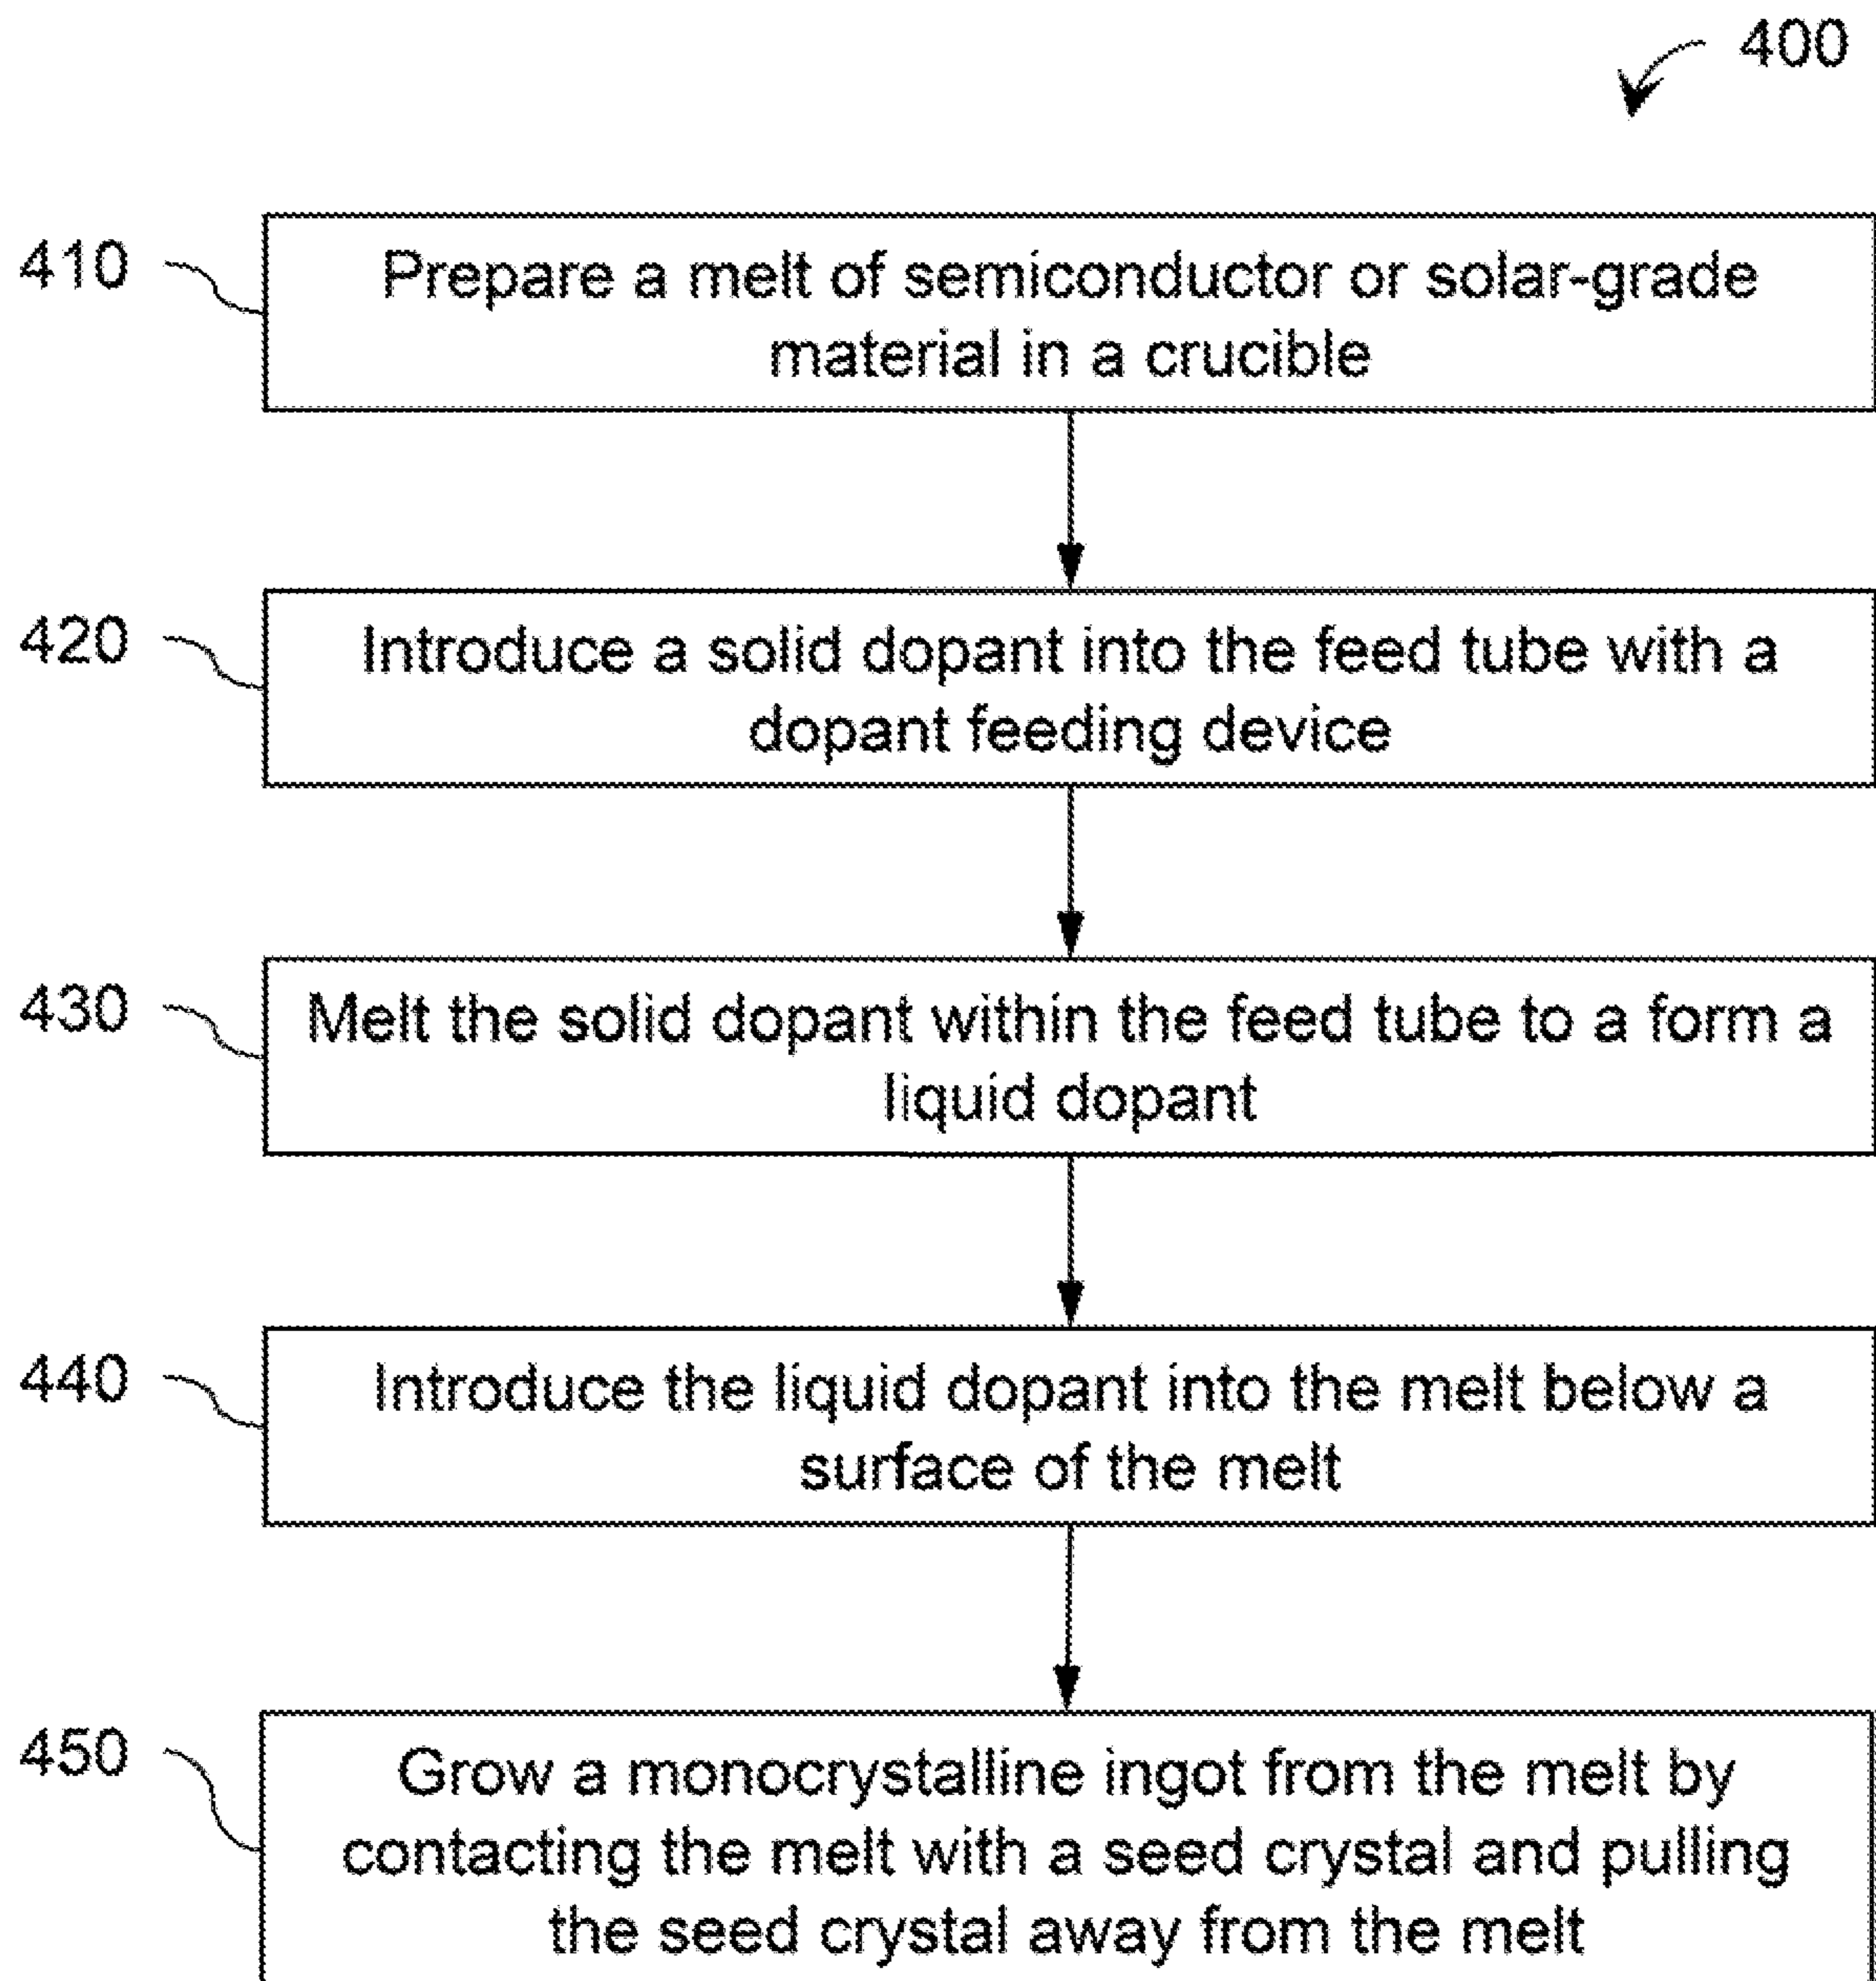 400
410
Prepare a melt of semiconductor or solar-grade
material in a crucible
420
Introduce a solid dopant into the feed tube with a
dopant feeding device
430
Melt the solid dopant within the feed tube to a form a
liquid dopant
440
Introduce the liquid dopant into the melt below a
surface of the melt
450
Grow a monocrystalline ingot from the melt by
contacting the melt with a seed crystal and pulling
the seed crystal away from the melt